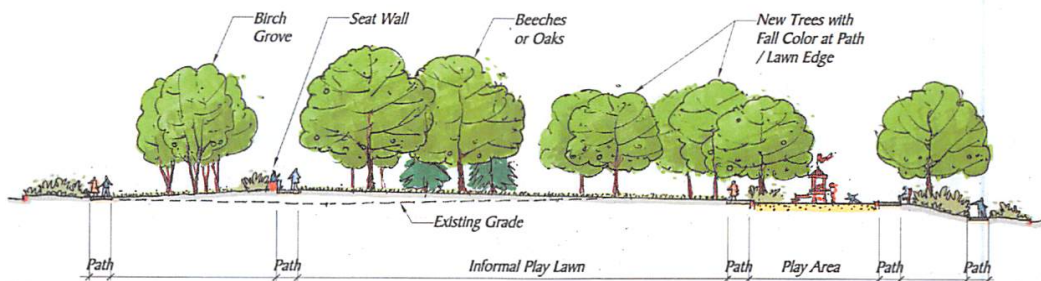 Birch
Grove
Seat Wall
Beeches
or Oaks
New Trees with
Fall Color at Path
/ Lawn Edge
Existing Grade
Path
Path
Informal Play Lawn
Path
Play Area
Path
Path